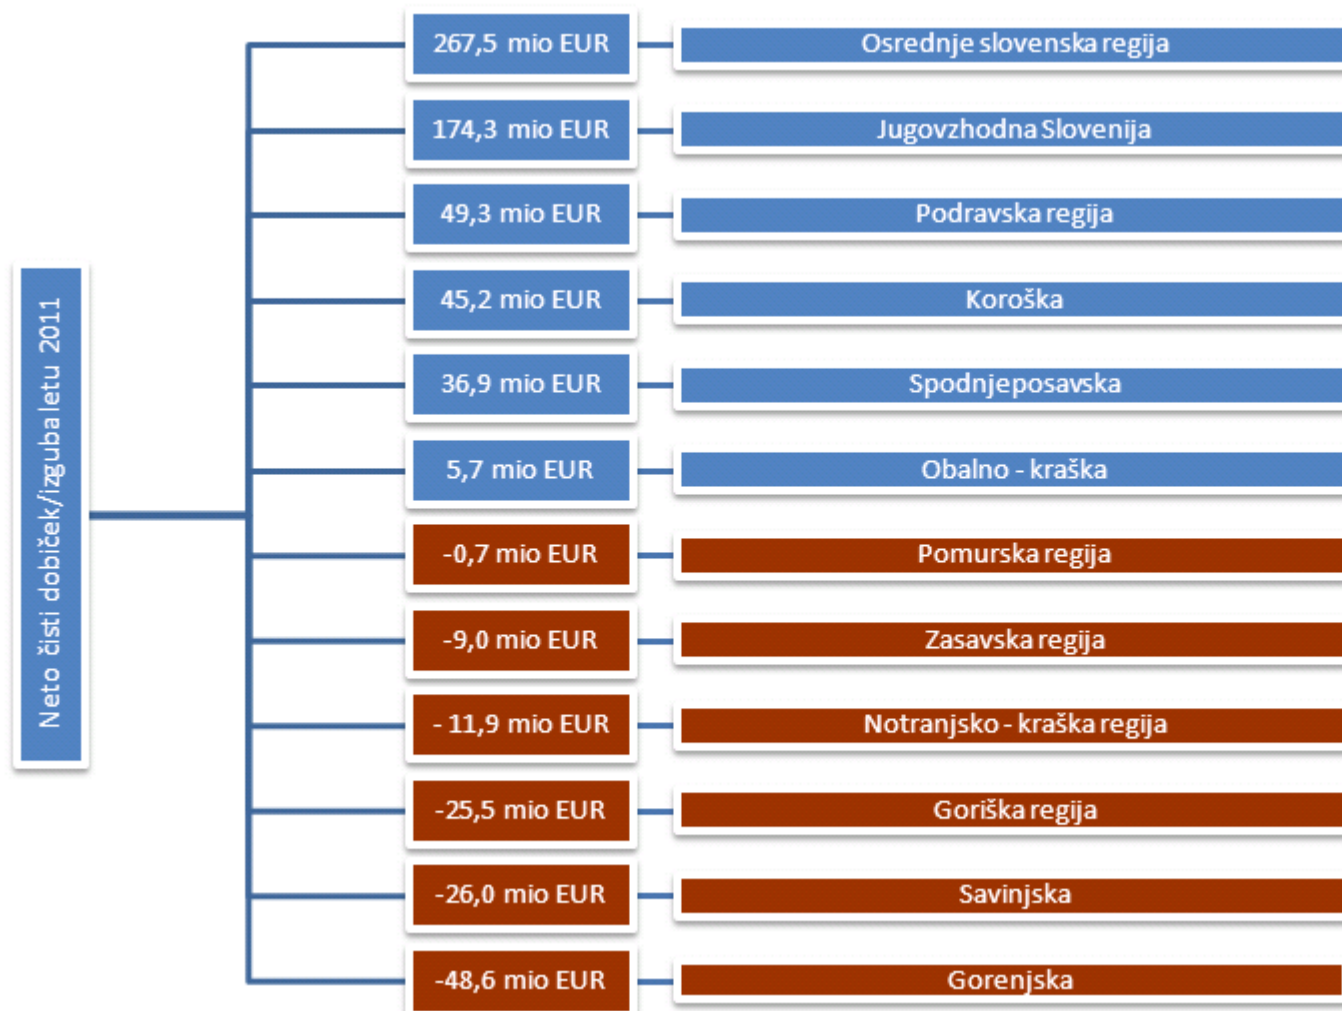 Neto čisti dobiček/izguba letu 2011
267,5 mio EUR Osrednje slovenska regija
174,3 mio EUR Jugovzhodna Slovenija
49,3 mio EUR Podravska regija
45,2 mio EUR Koroška
36,9 mio EUR Spodnjeposavska
5,7 mio EUR Obalno - kraška
-0,7 mio EUR Pomurska regija
-9,0 mio EUR Zasavska regija
- 11,9 mio EUR Notranjsko - kraška regija
-25,5 mio EUR Goriška regija
-26,0 mio EUR Savinjska
-48,6 mio EUR Gorenjska